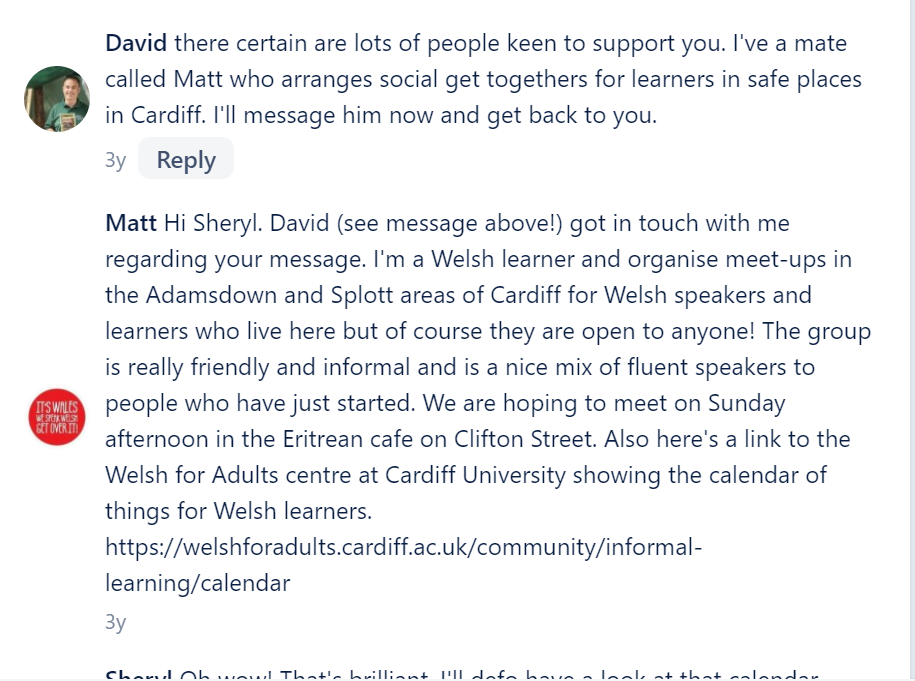 David there certain are lots of people keen to support you. I've a mate
called Matt who arranges social get togethers for learners in safe places
in Cardiff. I'll message him now and get back to you.
3y Reply
Matt Hi Sheryl. David (see message above!) got in touch with me
regarding your message. I'm a Welsh learner and organise meet-ups in
the Adamsdown and Splott areas of Cardiff for Welsh speakers and
learners who live here but of course they are open to anyone! The group
is really friendly and informal and is a nice mix of fluent speakers to
people who have just started. We are hoping to meet on Sunday
afternoon in the Eritrean cafe on Clifton Street. Also here's a link to the
Welsh for Adults centre at Cardiff University showing the calendar of
things for Welsh learners.
https://welshforadults.cardiff.ac.uk/community/informal-
learning/calendar
IT'S WALES
WE SPEAK WELSH
GET OVER IT!
3y
Sheryl Oh wow! That's brilliant. I'll defo have a look at that calendar